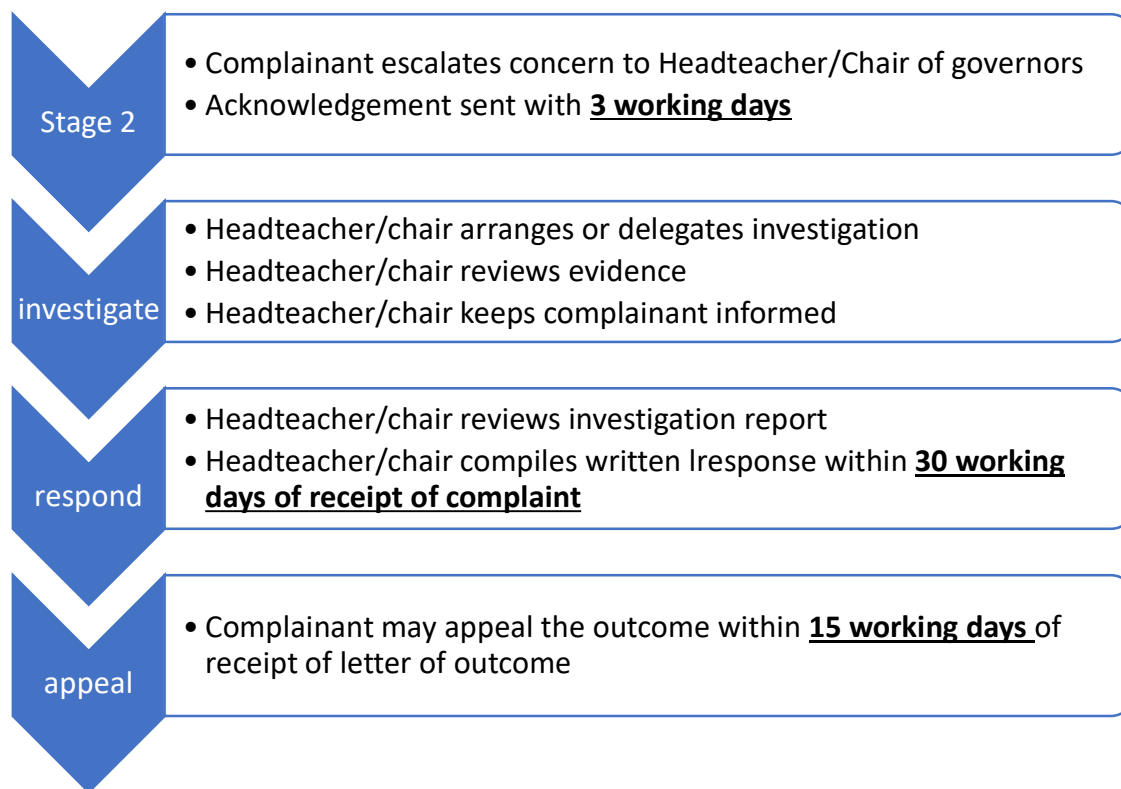 Stage 2
• Complainant escalates concern to Headteacher/Chair of governors
• Acknowledgement sent with 3 working days
investigate
• Headteacher/chair arranges or delegates investigation
• Headteacher/chair reviews evidence
• Headteacher/chair keeps complainant informed
respond
• Headteacher/chair reviews investigation report
• Headteacher/chair compiles written lresponse within 30 working
days of receipt of complaint
appeal
• Complainant may appeal the outcome within 15 working days of
receipt of letter of outcome